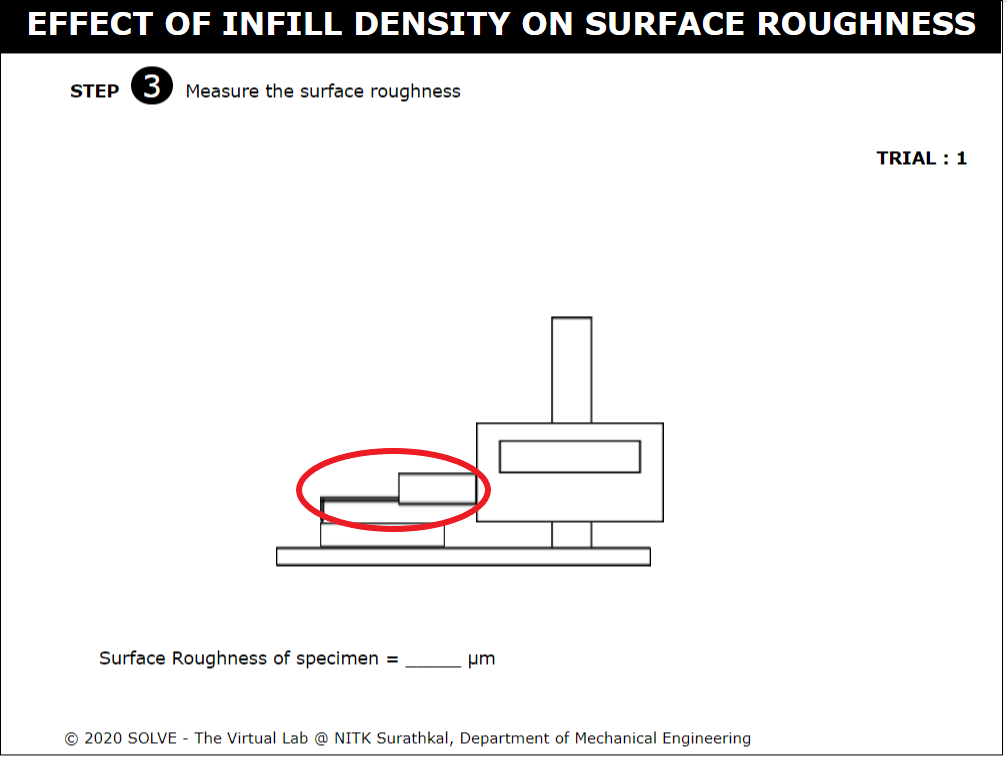 EFFECT OF INFILL DENSITY ON SURFACE ROUGHNESS
STEP 3 Measure the surface roughness
TRIAL : 1
Surface Roughness of specimen = _____ μm
© 2020 SOLVE - The Virtual Lab @ NITK Surathkal, Department of Mechanical Engineering